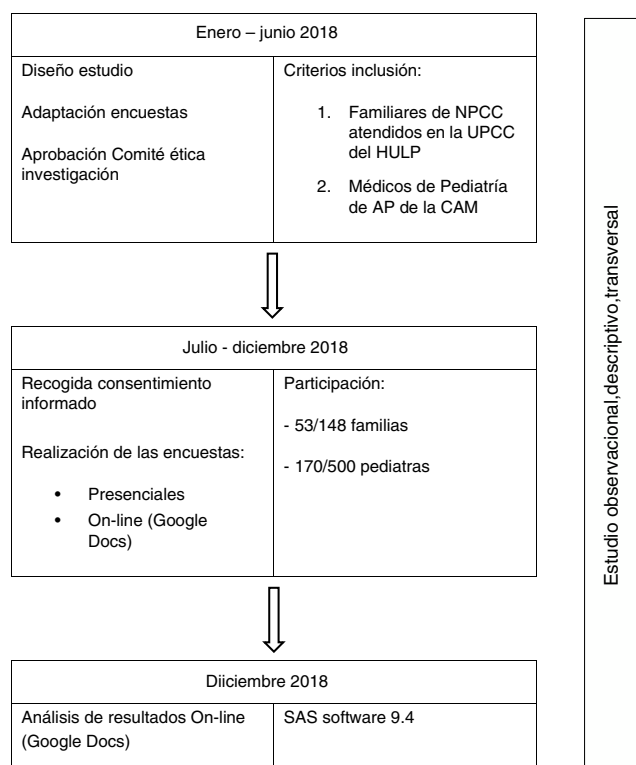 Enero – junio 2018
Diseño estudio
Adaptación encuestas
Aprobación Comité ética
investigación
Criterios inclusión:
1. Familiares de NPCC
atendidos en la UPCC
del HULP
2. Médicos de Pediatría
de AP de la CAM
Julio - diciembre 2018
Recogida consentimiento
informado
Realización de las encuestas:
• Presenciales
• On-line (Google
Docs)
Participación:
- 53/148 familias
- 170/500 pediatras
Diiciembre 2018
Análisis de resultados On-line
(Google Docs)
SAS software 9.4
Estudio observacional,descriptivo,transversal